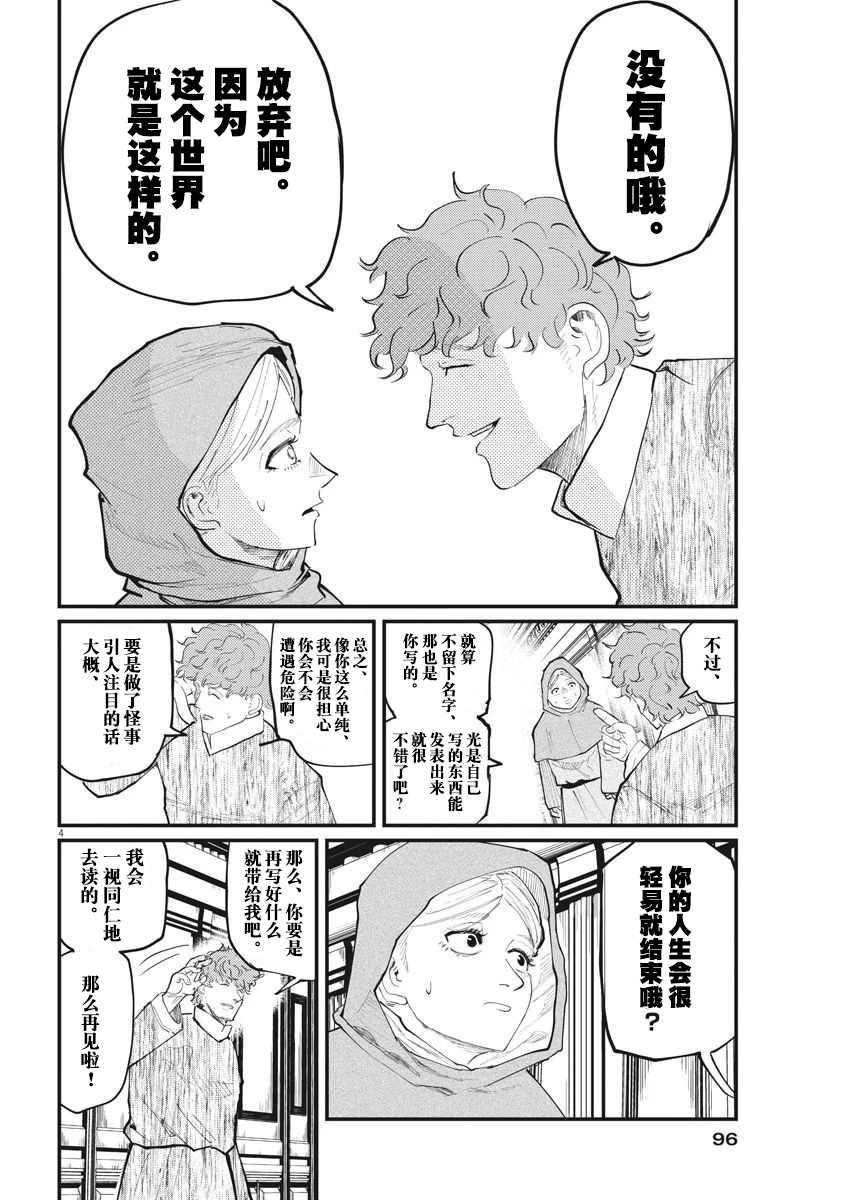 没有的哦。
放弃吧。
因为
这个世界
就是这样的。
不过、
就算
不留下名字、
那也是
你写的。
光是自己
写的东西能
发表出来
就很
不错了吧？
总之、
像你这么单纯、
我可是很担心
你会不会
遭遇危险啊。
要是做了怪事
引人注目的话
大概、
你的人生会很
轻易就结束哦？
那么、你要是
再写好什么
就带给我吧。
我会
一视同仁地
去读的。
那么再见啦！
4
96